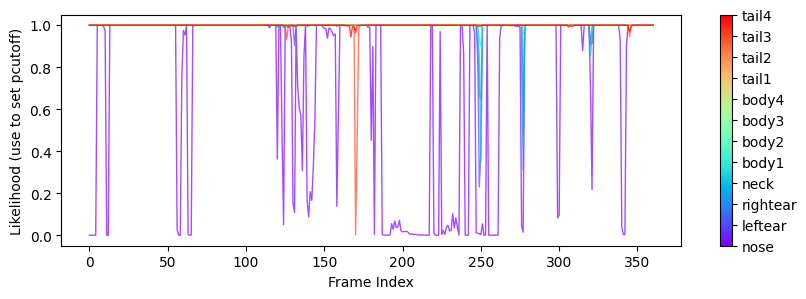 Likelihood (use to set pcutoff)
1.0
0.8
0.6
0.4
0.2
0.0
0 50 100 150 200 250 300 350
Frame Index
tail4
tail3
tail2
tail1
body4
body3
body2
body1
neck
rightear
leftear
nose